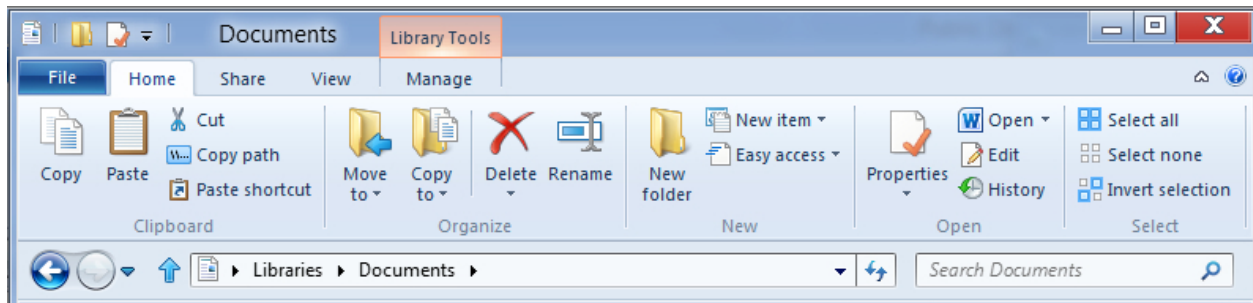 Documents
Library Tools
File Home Share View Manage
Copy
Paste
Cut
Copy path
Paste shortcut
Clipboard
Move to
Copy to
Delete
Rename
Organize
New folder
New item
Easy access
New
Properties
Open
Edit
History
Open
Select all
Select none
Invert selection
Select
Libraries Documents
Search Documents